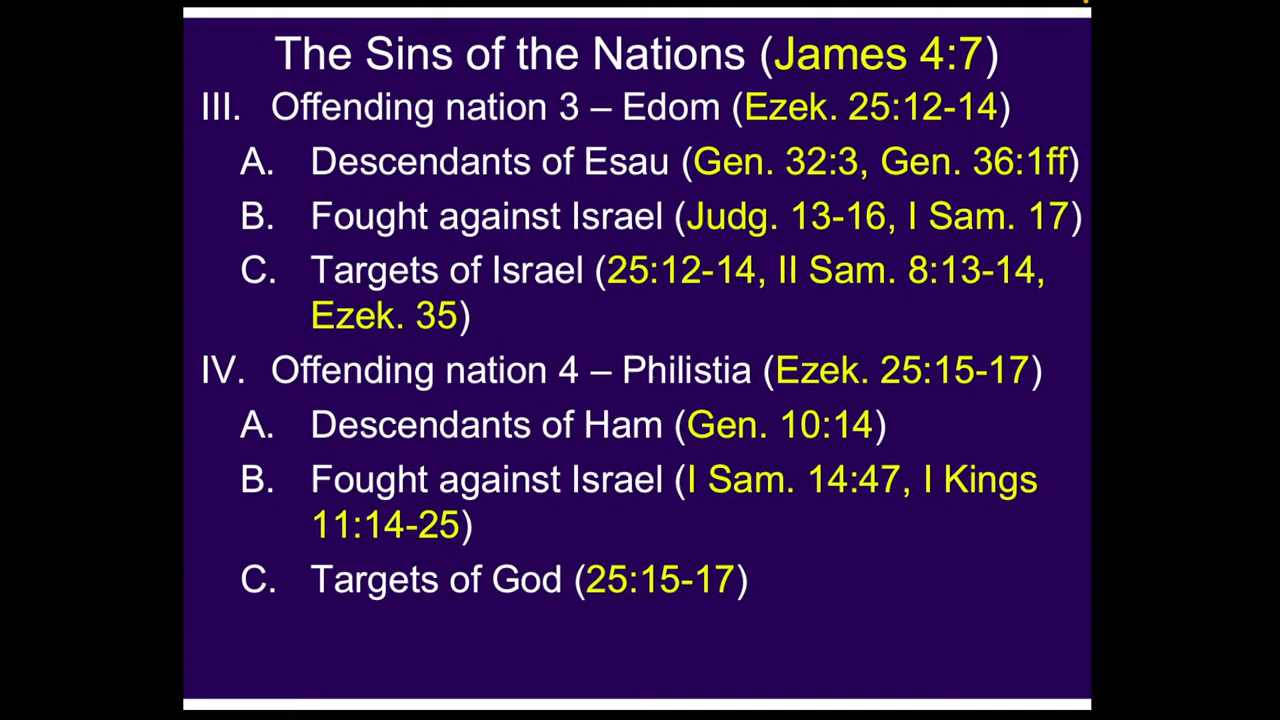 The Sins of the Nations (James 4:7)
III. Offending nation 3 – Edom (Ezek. 25:12-14)
A. Descendants of Esau (Gen. 32:3, Gen. 36:1ff)
B. Fought against Israel (Judg. 13-16, I Sam. 17)
C. Targets of Israel (25:12-14, II Sam. 8:13-14,
Ezek. 35)
IV. Offending nation 4 – Philistia (Ezek. 25:15-17)
A. Descendants of Ham (Gen. 10:14)
B. Fought against Israel (I Sam. 14:47, I Kings
11:14-25)
C. Targets of God (25:15-17)